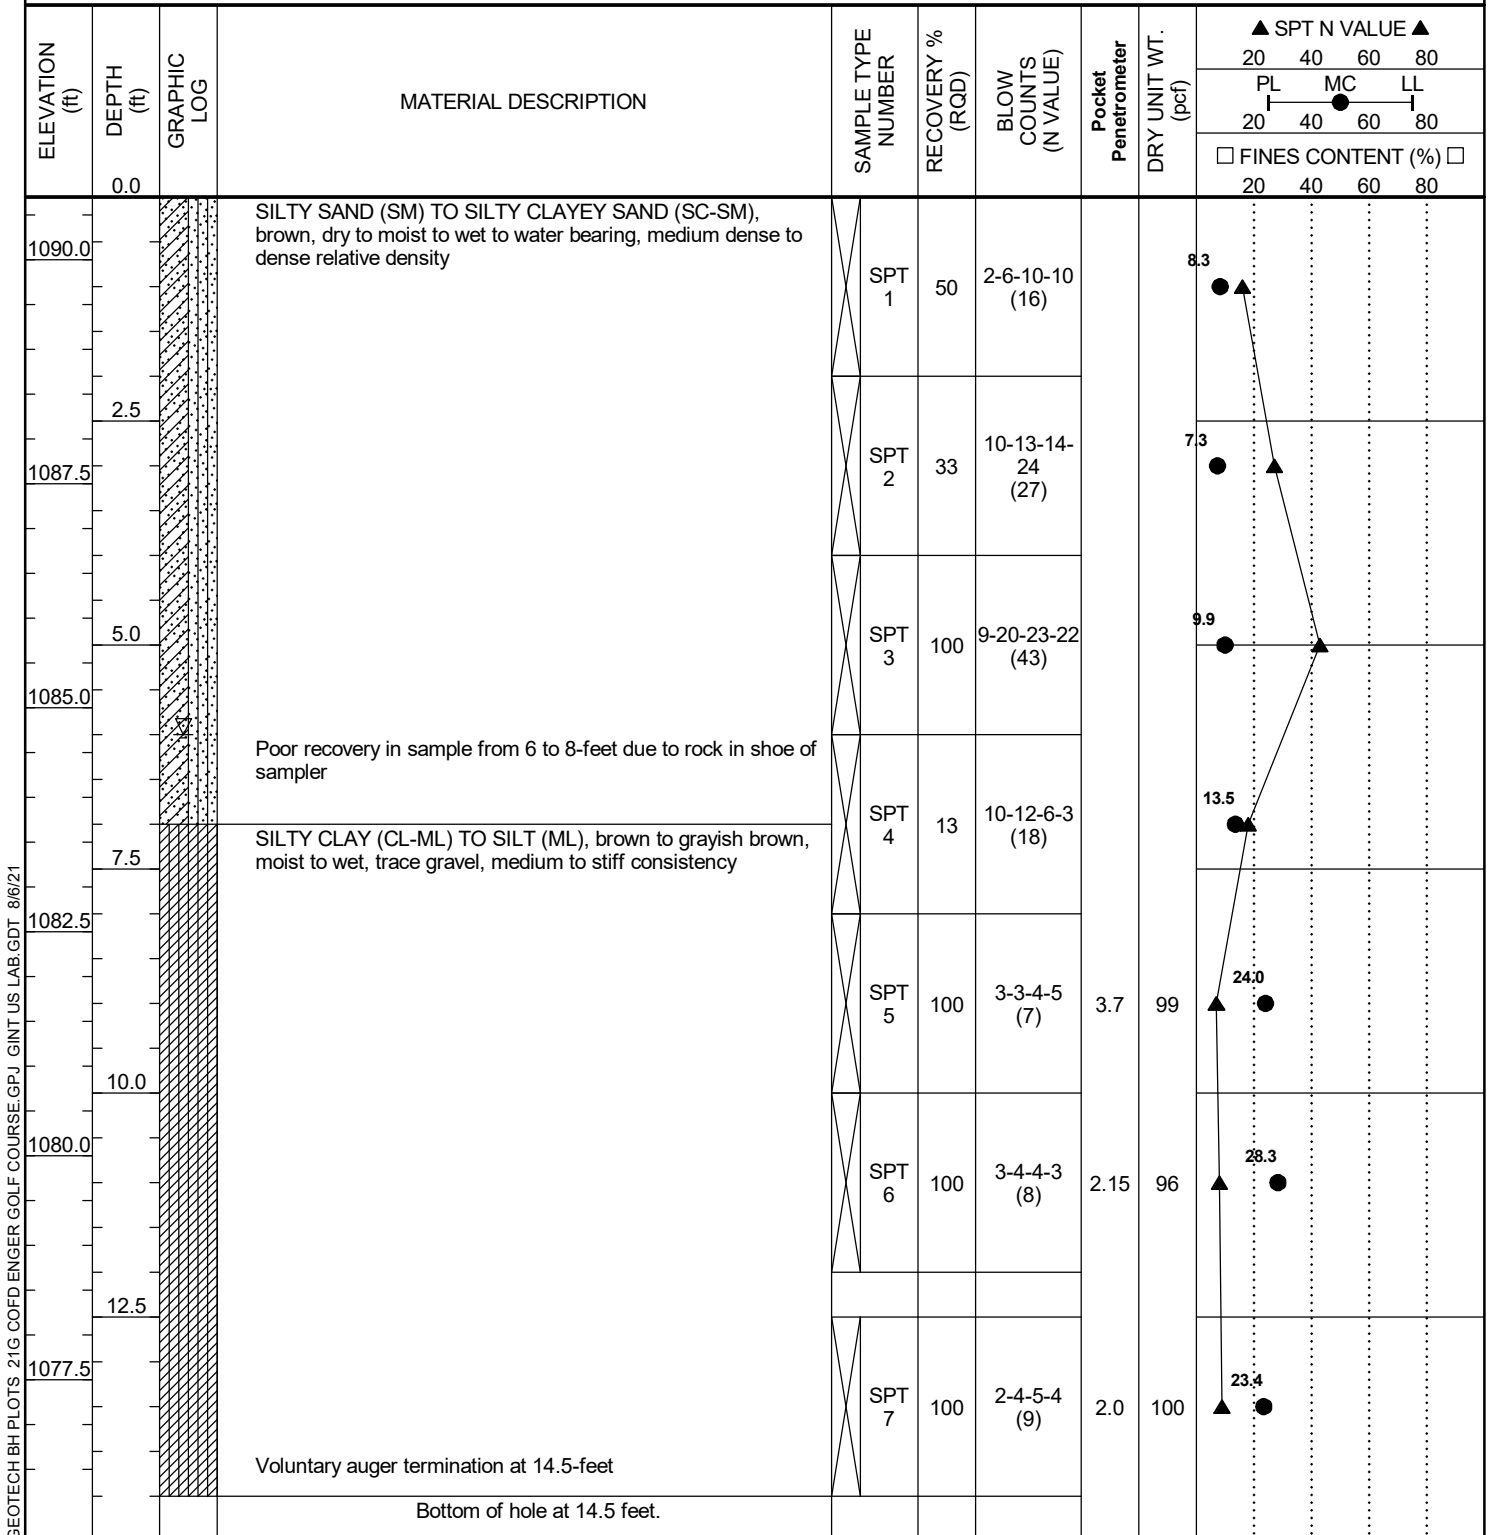 ELEVATION
(ft)
DEPTH
(ft)
GRAPHIC
LOG
MATERIAL DESCRIPTION
SAMPLE TYPE
NUMBER
RECOVERY %
(RQD)
BLOW
COUNTS
(N VALUE)
Pocket
Penetrometer
DRY UNIT WT.
(pcf)
▲ SPT N VALUE ▲
20 40 60 80
PL MC LL
20 40 60 80
□ FINES CONTENT (%) □
20 40 60 80
0.0
SILTY SAND (SM) TO SILTY CLAYEY SAND (SC-SM),
brown, dry to moist to wet to water bearing, medium dense to
dense relative density
1090.0
SPT
1
50
2-6-10-10
(16)
8.3
2.5
1087.5
SPT
2
33
10-13-14-
24
(27)
7.3
5.0
SPT
3
100
9-20-23-22
(43)
9.9
1085.0
Poor recovery in sample from 6 to 8-feet due to rock in shoe of
sampler
SPT
4
13
10-12-6-3
(18)
13.5
SILTY CLAY (CL-ML) TO SILT (ML), brown to grayish brown,
moist to wet, trace gravel, medium to stiff consistency
7.5
1082.5
SPT
5
100
3-3-4-5
(7)
3.7
99
24.0
10.0
1080.0
SPT
6
100
3-4-4-3
(8)
2.15
96
28.3
12.5
1077.5
SPT
7
100
2-4-5-4
(9)
2.0
100
23.4
Voluntary auger termination at 14.5-feet
Bottom of hole at 14.5 feet.
GEOTECH BH PLOTS 21G COFD ENGER GOLF COURSE.GPJ GINT US LAB.GDT 8/6/21